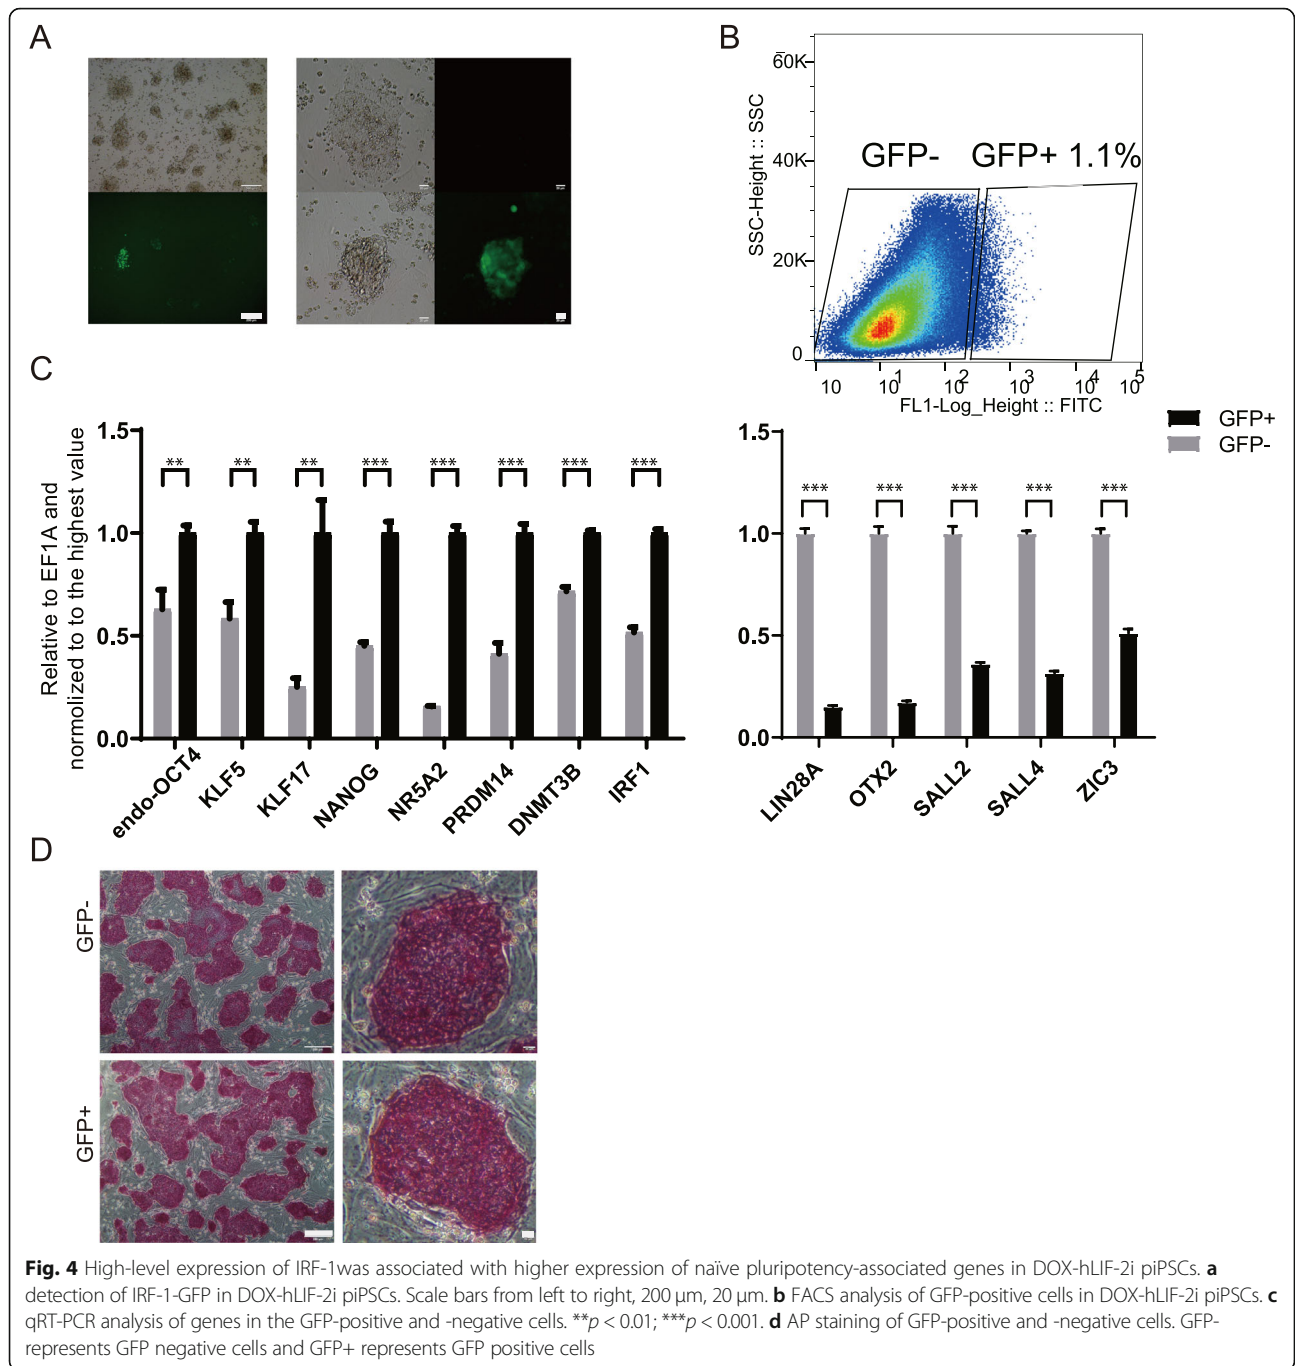 A
B
60K
40K
20K
0
SSC-Height :: SSC
GFP-
GFP+ 1.1%
10
10 1
10 2
10 3
10 4
10 5
FL1-Log_Height :: FITC
C
GFP+
GFP-
Relative to EF1A and
normolized to to the highest value
1.5
1.0
0.5
0.0
** ** ** *** *** *** *** ***
endo-OCT4
KLF5
KLF17
NANOG
NR5A2
PRDM14
DNMT3B
IRF1
1.5
1.0
0.5
0.0
*** *** *** *** ***
LIN28A
OTX2
SALL2
SALL4
ZIC3
D
GFP-
GFP+
Fig. 4 High-level expression of IRF-1was associated with higher expression of naïve pluripotency-associated genes in DOX-hLIF-2i piPSCs. a
detection of IRF-1-GFP in DOX-hLIF-2i piPSCs. Scale bars from left to right, 200 μm, 20 μm. b FACS analysis of GFP-positive cells in DOX-hLIF-2i piPSCs. c
qRT-PCR analysis of genes in the GFP-positive and -negative cells. **p < 0.01; ***p < 0.001. d AP staining of GFP-positive and -negative cells. GFP-
represents GFP negative cells and GFP+ represents GFP positive cells